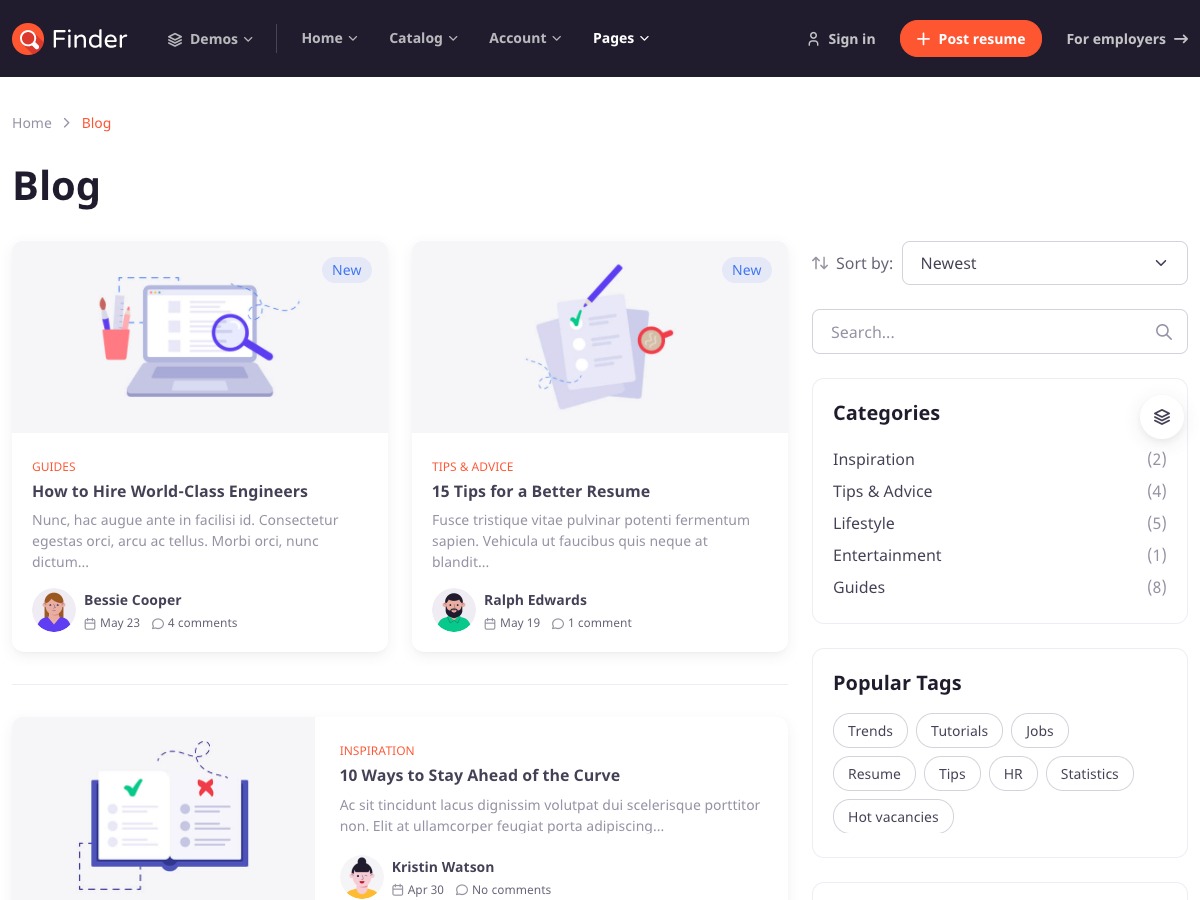 Finder
Demos
Home
Catalog
Account
Pages
Sign in
Post resume
For employers
Home
Blog
Blog
New
GUIDES
How to Hire World-Class Engineers
Nunc, hac augue ante in facilisi id. Consectetur
egestas orci, arcu ac tellus. Morbi orci, nunc
dictum...
Bessie Cooper
May 23
4 comments
New
TIPS & ADVICE
15 Tips for a Better Resume
Fusce tristique vitae pulvinar potenti fermentum
sapien. Vehicula ut faucibus quis neque at
blandit...
Ralph Edwards
May 19
1 comment
INSPIRATION
10 Ways to Stay Ahead of the Curve
Ac sit tincidunt lacus dignissim volutpat dui scelerisque porttitor
non. Elit at ullamcorper feugiat porta adipiscing...
Kristin Watson
Apr 30
No comments
Sort by:
Newest
Search...
Categories
Inspiration (2)
Tips & Advice (4)
Lifestyle (5)
Entertainment (1)
Guides (8)
Popular Tags
Trends
Tutorials
Jobs
Resume
Tips
HR
Statistics
Hot vacancies